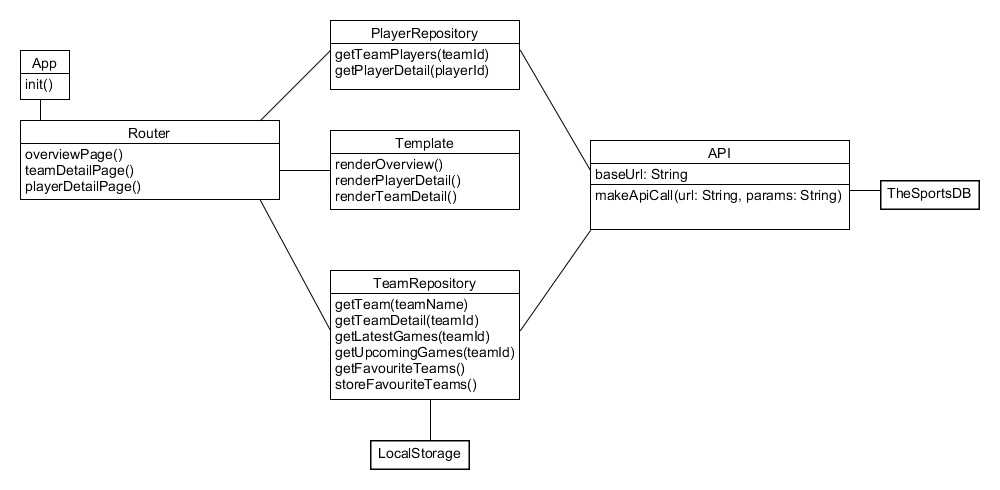 App
init()
Router
overviewPage()
teamDetailPage()
playerDetailPage()
PlayerRepository
getTeamPlayers(teamId)
getPlayerDetail(playerId)
Template
renderOverview()
renderPlayerDetail()
renderTeamDetail()
TeamRepository
getTeam(teamName)
getTeamDetail(teamId)
getLatestGames(teamId)
getUpcomingGames(teamId)
getFavouriteTeams()
storeFavouriteTeams()
LocalStorage
API
baseUrl: String
makeApiCall(url: String, params: String)
TheSportsDB